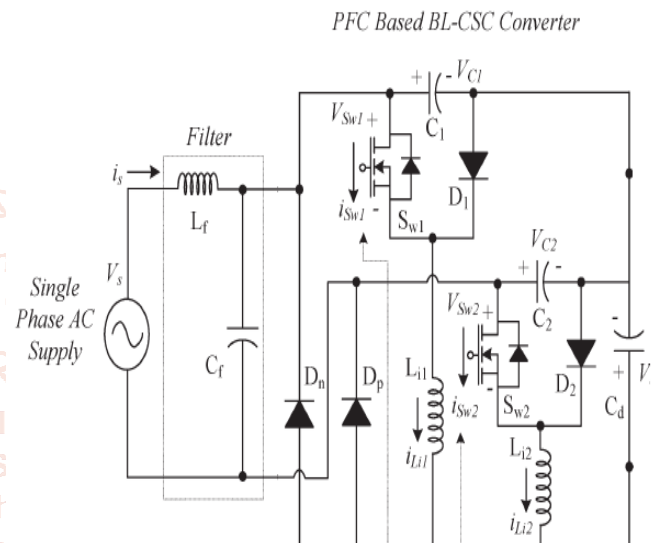 PFC Based BL-CSC Converter
Filter
i_s
L_f
V_s
Single
Phase AC
Supply
C_f
D_n
D_p
+ - V_C1
C_1
V_Sw1 +
i_Sw1 -
S_w1
D_1
V_C2
+ -
C_2
V_Sw2 +
-
i_Sw2
S_w2
D_2
-
+
C_d
L_i1
i_Li1
L_i2
i_Li2